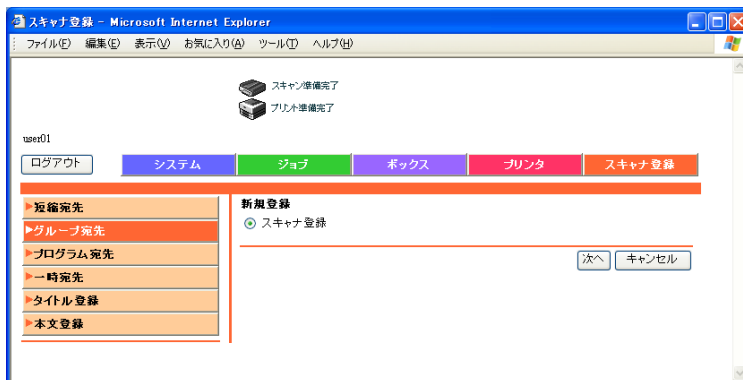 スキャナ登録 - Microsoft Internet Explorer
ファイル(F) 編集(E) 表示(V) お気に入り(A) ツール(T) ヘルプ(H)
スキャン準備完了
プリント準備完了
user01
ログアウト システム ジョブ ボックス プリンタ スキャナ登録
短縮宛先
グループ宛先
プログラム宛先
一時宛先
タイトル登録
本文登録
新規登録
スキャナ登録
次へ キャンセル